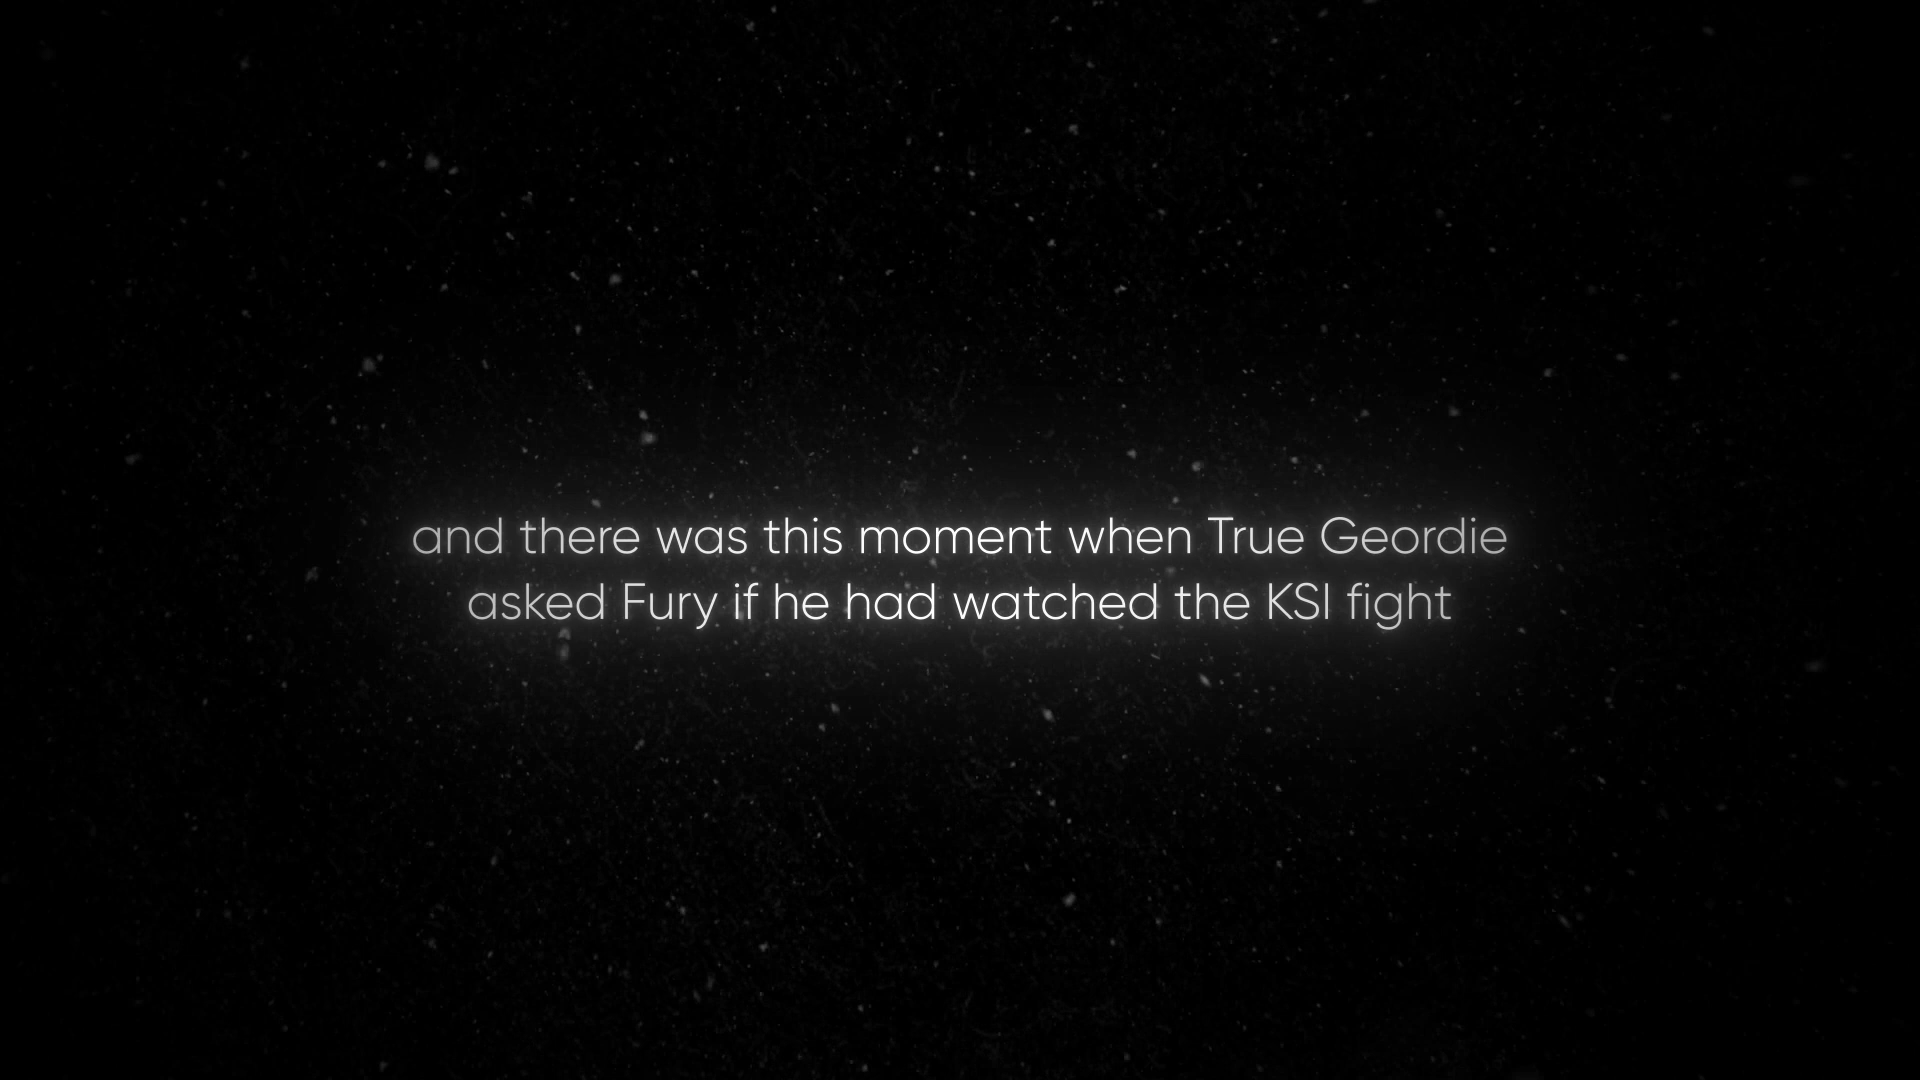 and there was this moment when True Geordie
asked Fury if he had watched the KSI fight